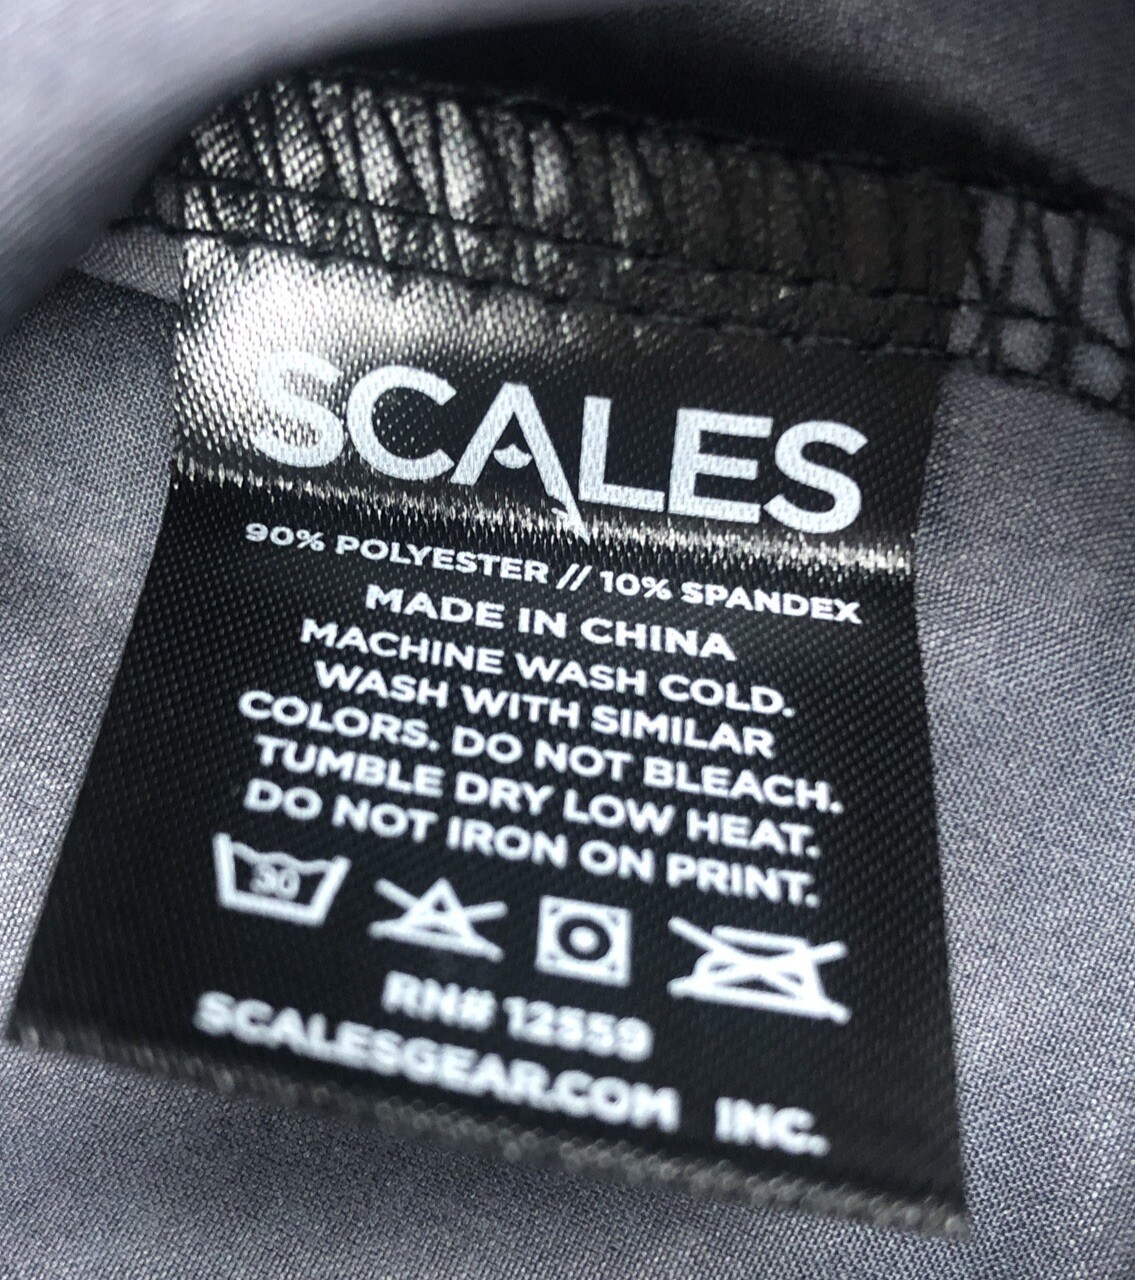 SCALES
90% POLYESTER // 10% SPANDEX
MADE IN CHINA
MACHINE WASH COLD.
WASH WITH SIMILAR
COLORS. DO NOT BLEACH.
TUMBLE DRY LOW HEAT.
DO NOT IRON ON PRINT.
30
RN# 12559
SCALESGEAR.COM INC.